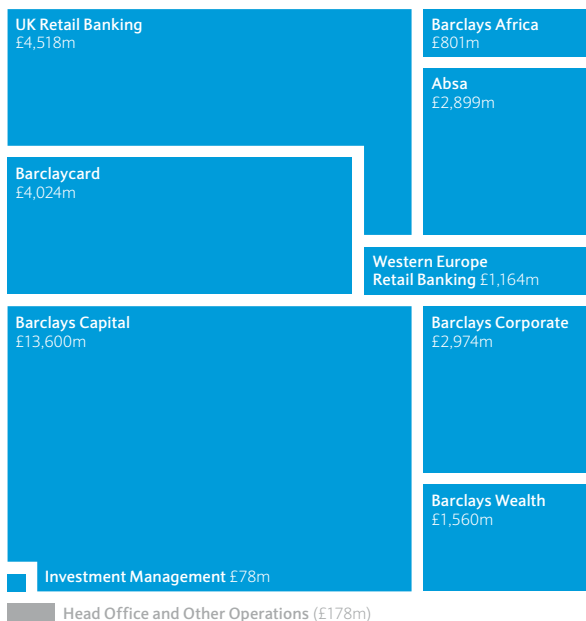 UK Retail Banking
£4,518m
Barclays Africa
£801m
Absa
£2,899m
Barclaycard
£4,024m
Western Europe
Retail Banking £1,164m
Barclays Capital
£13,600m
Barclays Corporate
£2,974m
Barclays Wealth
£1,560m
Investment Management £78m
Head Office and Other Operations (£178m)